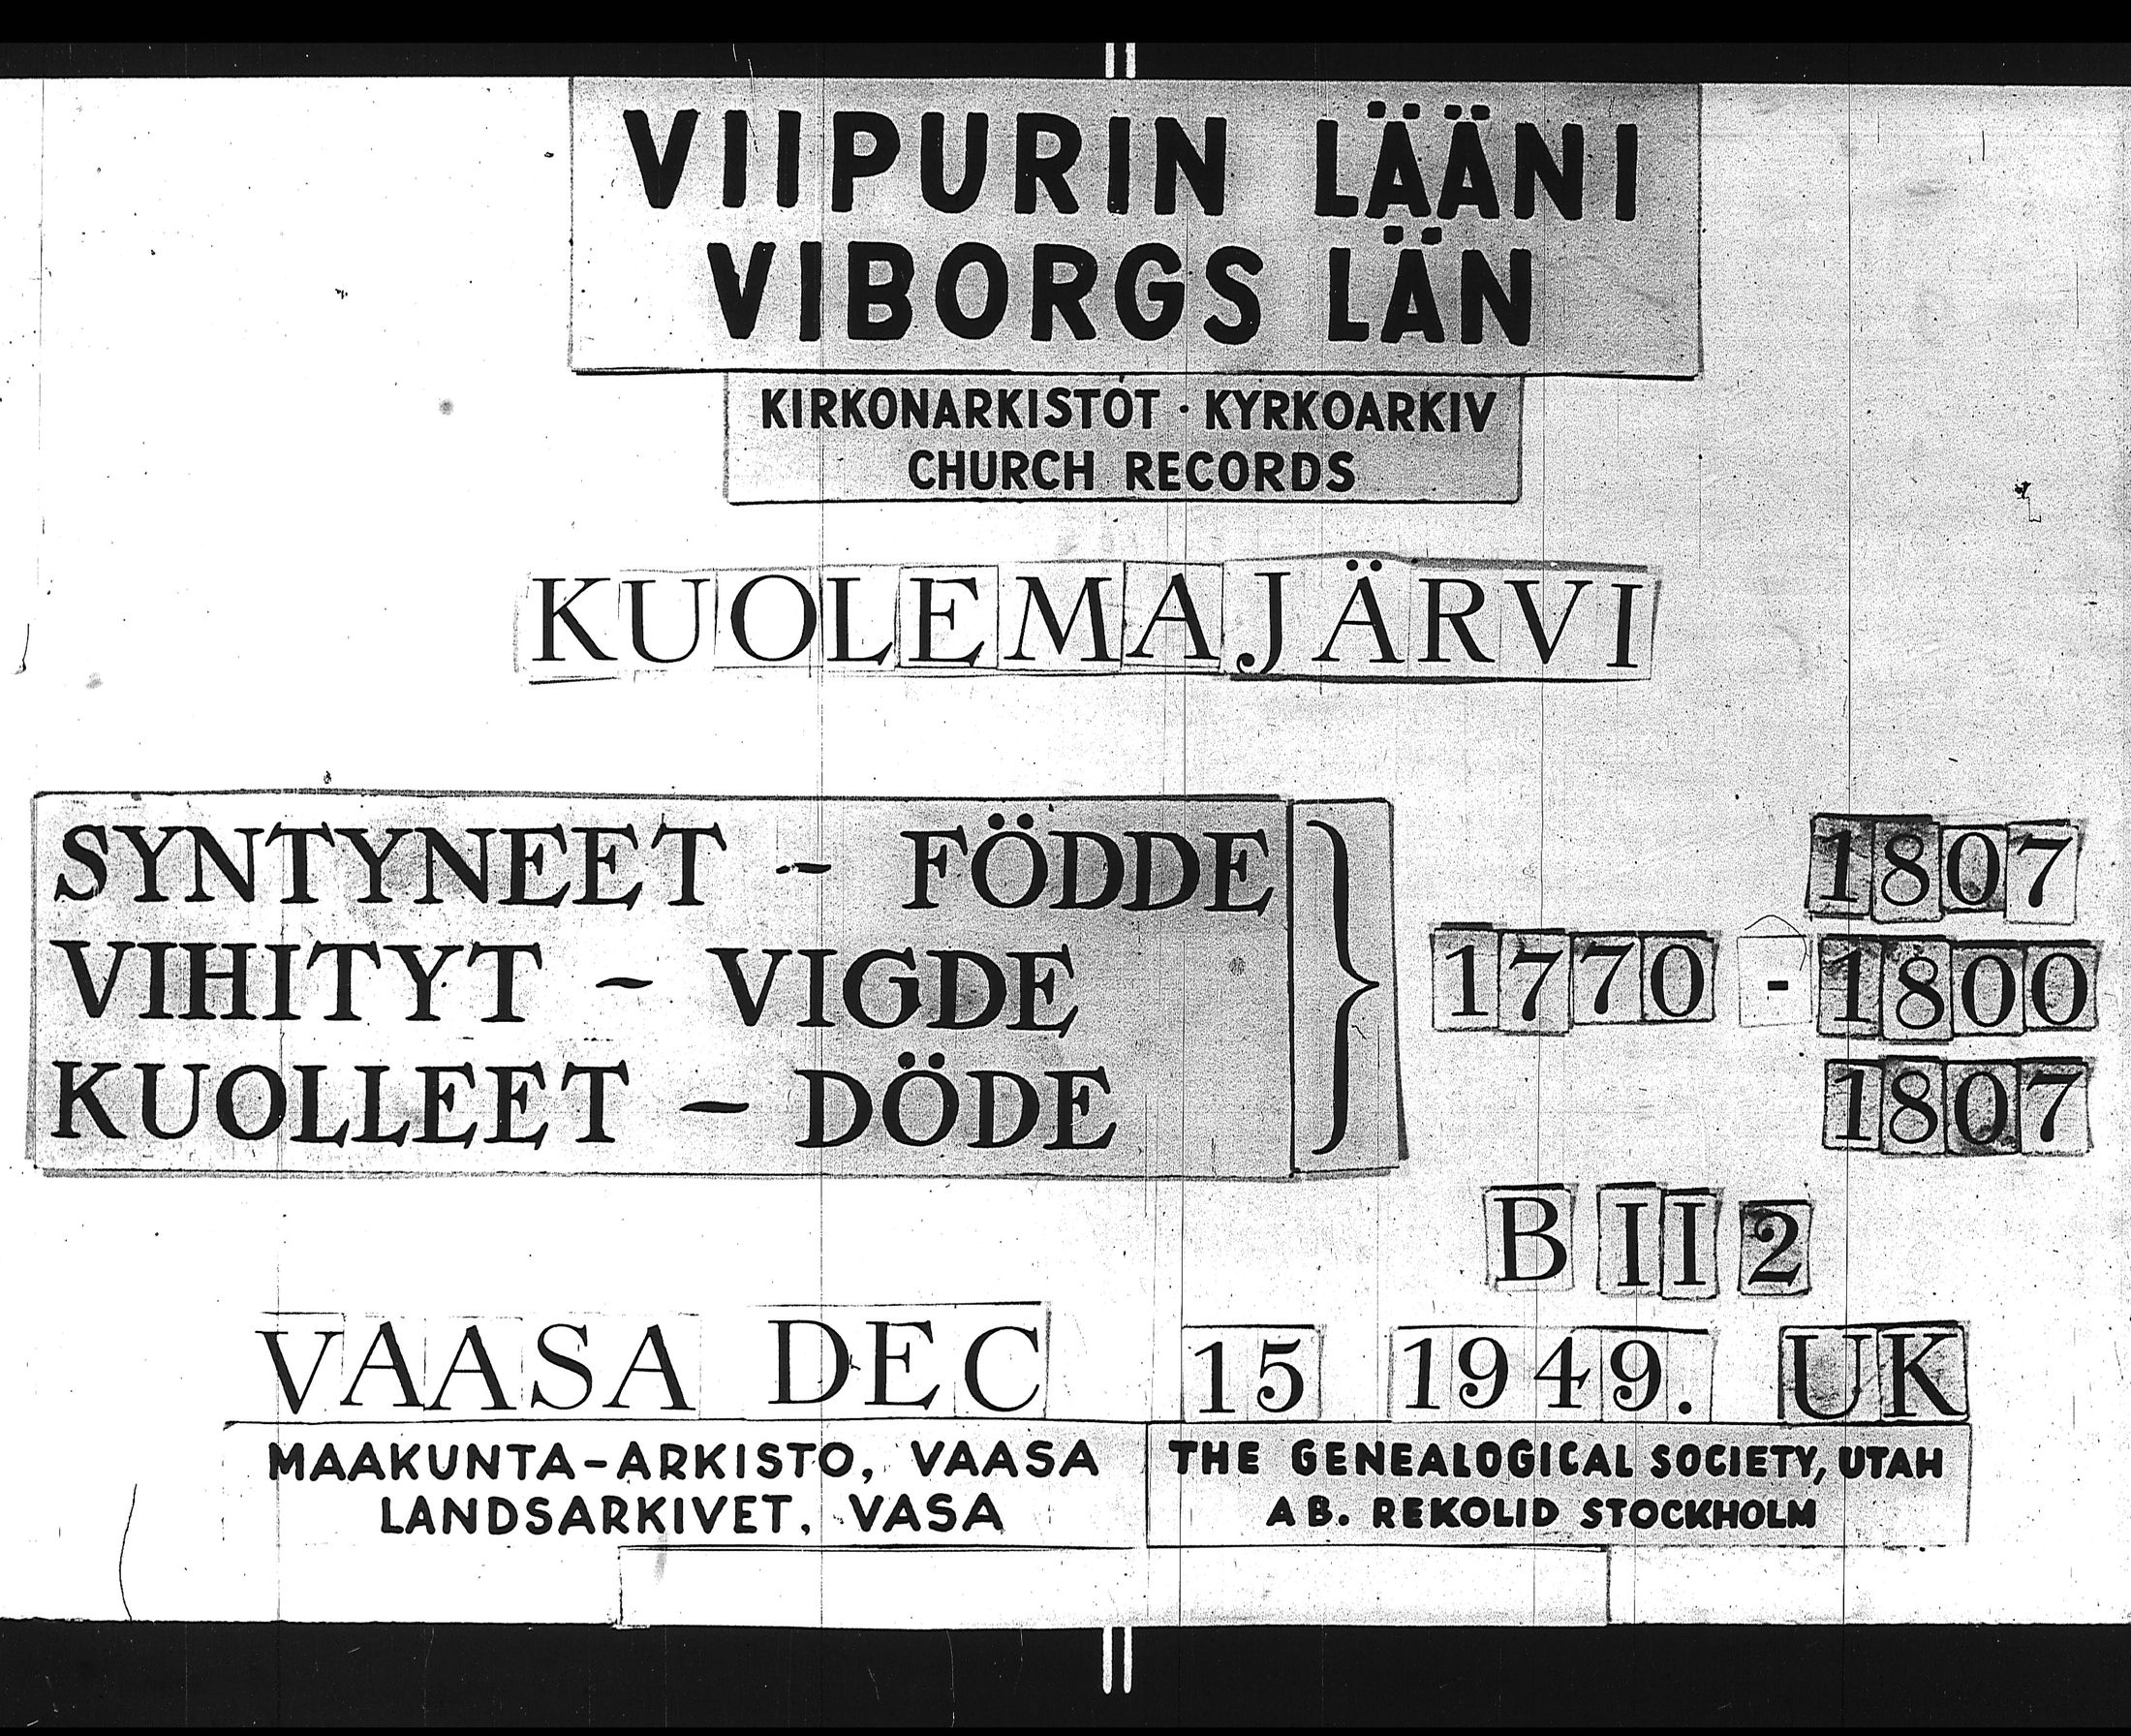 VIIPURIN LÄÄNI
VIBORGS LÄN
KIRKONARKISTOT · KYRKOARKIV
CHURCH RECORDS
KUOLEMAJÄRVI
SYNTYNEET - FÖDDE 1807
VIHITYT - VIGDE } 1770 - 1800
KUOLLEET - DÖDE 1807
B II 2
VAASA DEC 15 1949. UK
MAAKUNTA-ARKISTO, VAASA
LANDSARKIVET, VASA
THE GENEALOGICAL SOCIETY, UTAH
AB. REKOLID STOCKHOLM